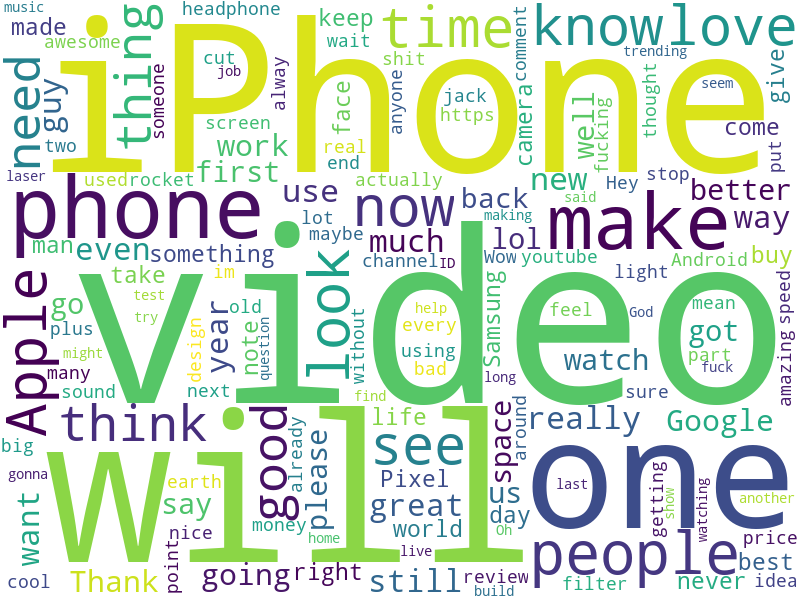 music
made
awesome
need
guy
two
laser
thing
someone
headphone
cut
job
screen
work
first
used
rocket
iPhone
alway
keep
wait
shit
face
real
end
actually
anyone
time
jack
https
comment
camera
know
love
trending
well
fucking
thought
seem
give
come
put
phone
man
even
something
use
lot
maybe
now
much
channel
ID
back
lol
making
Wow
new
Hey
stop
said
youtube
make
better
way
light
Android
buy
Apple
go
plus
many
take
im
test
try
might
sound
video
design
year
old
note
question
next
look
without
help
every
using
bad
find
long
Samsung
feel
God
watch
mean
got
part
fuck
sure
amazing
speed
think
big
gonna
want
cool
will
earth
say
nice
Thank
point
good
already
money
home
going
right
please
life
see
Pixel
great
world
live
still
review
space
us
day
Oh
build
around
really
Google
one
last
people
filter
getting
show
watching
never
another
price
best
idea